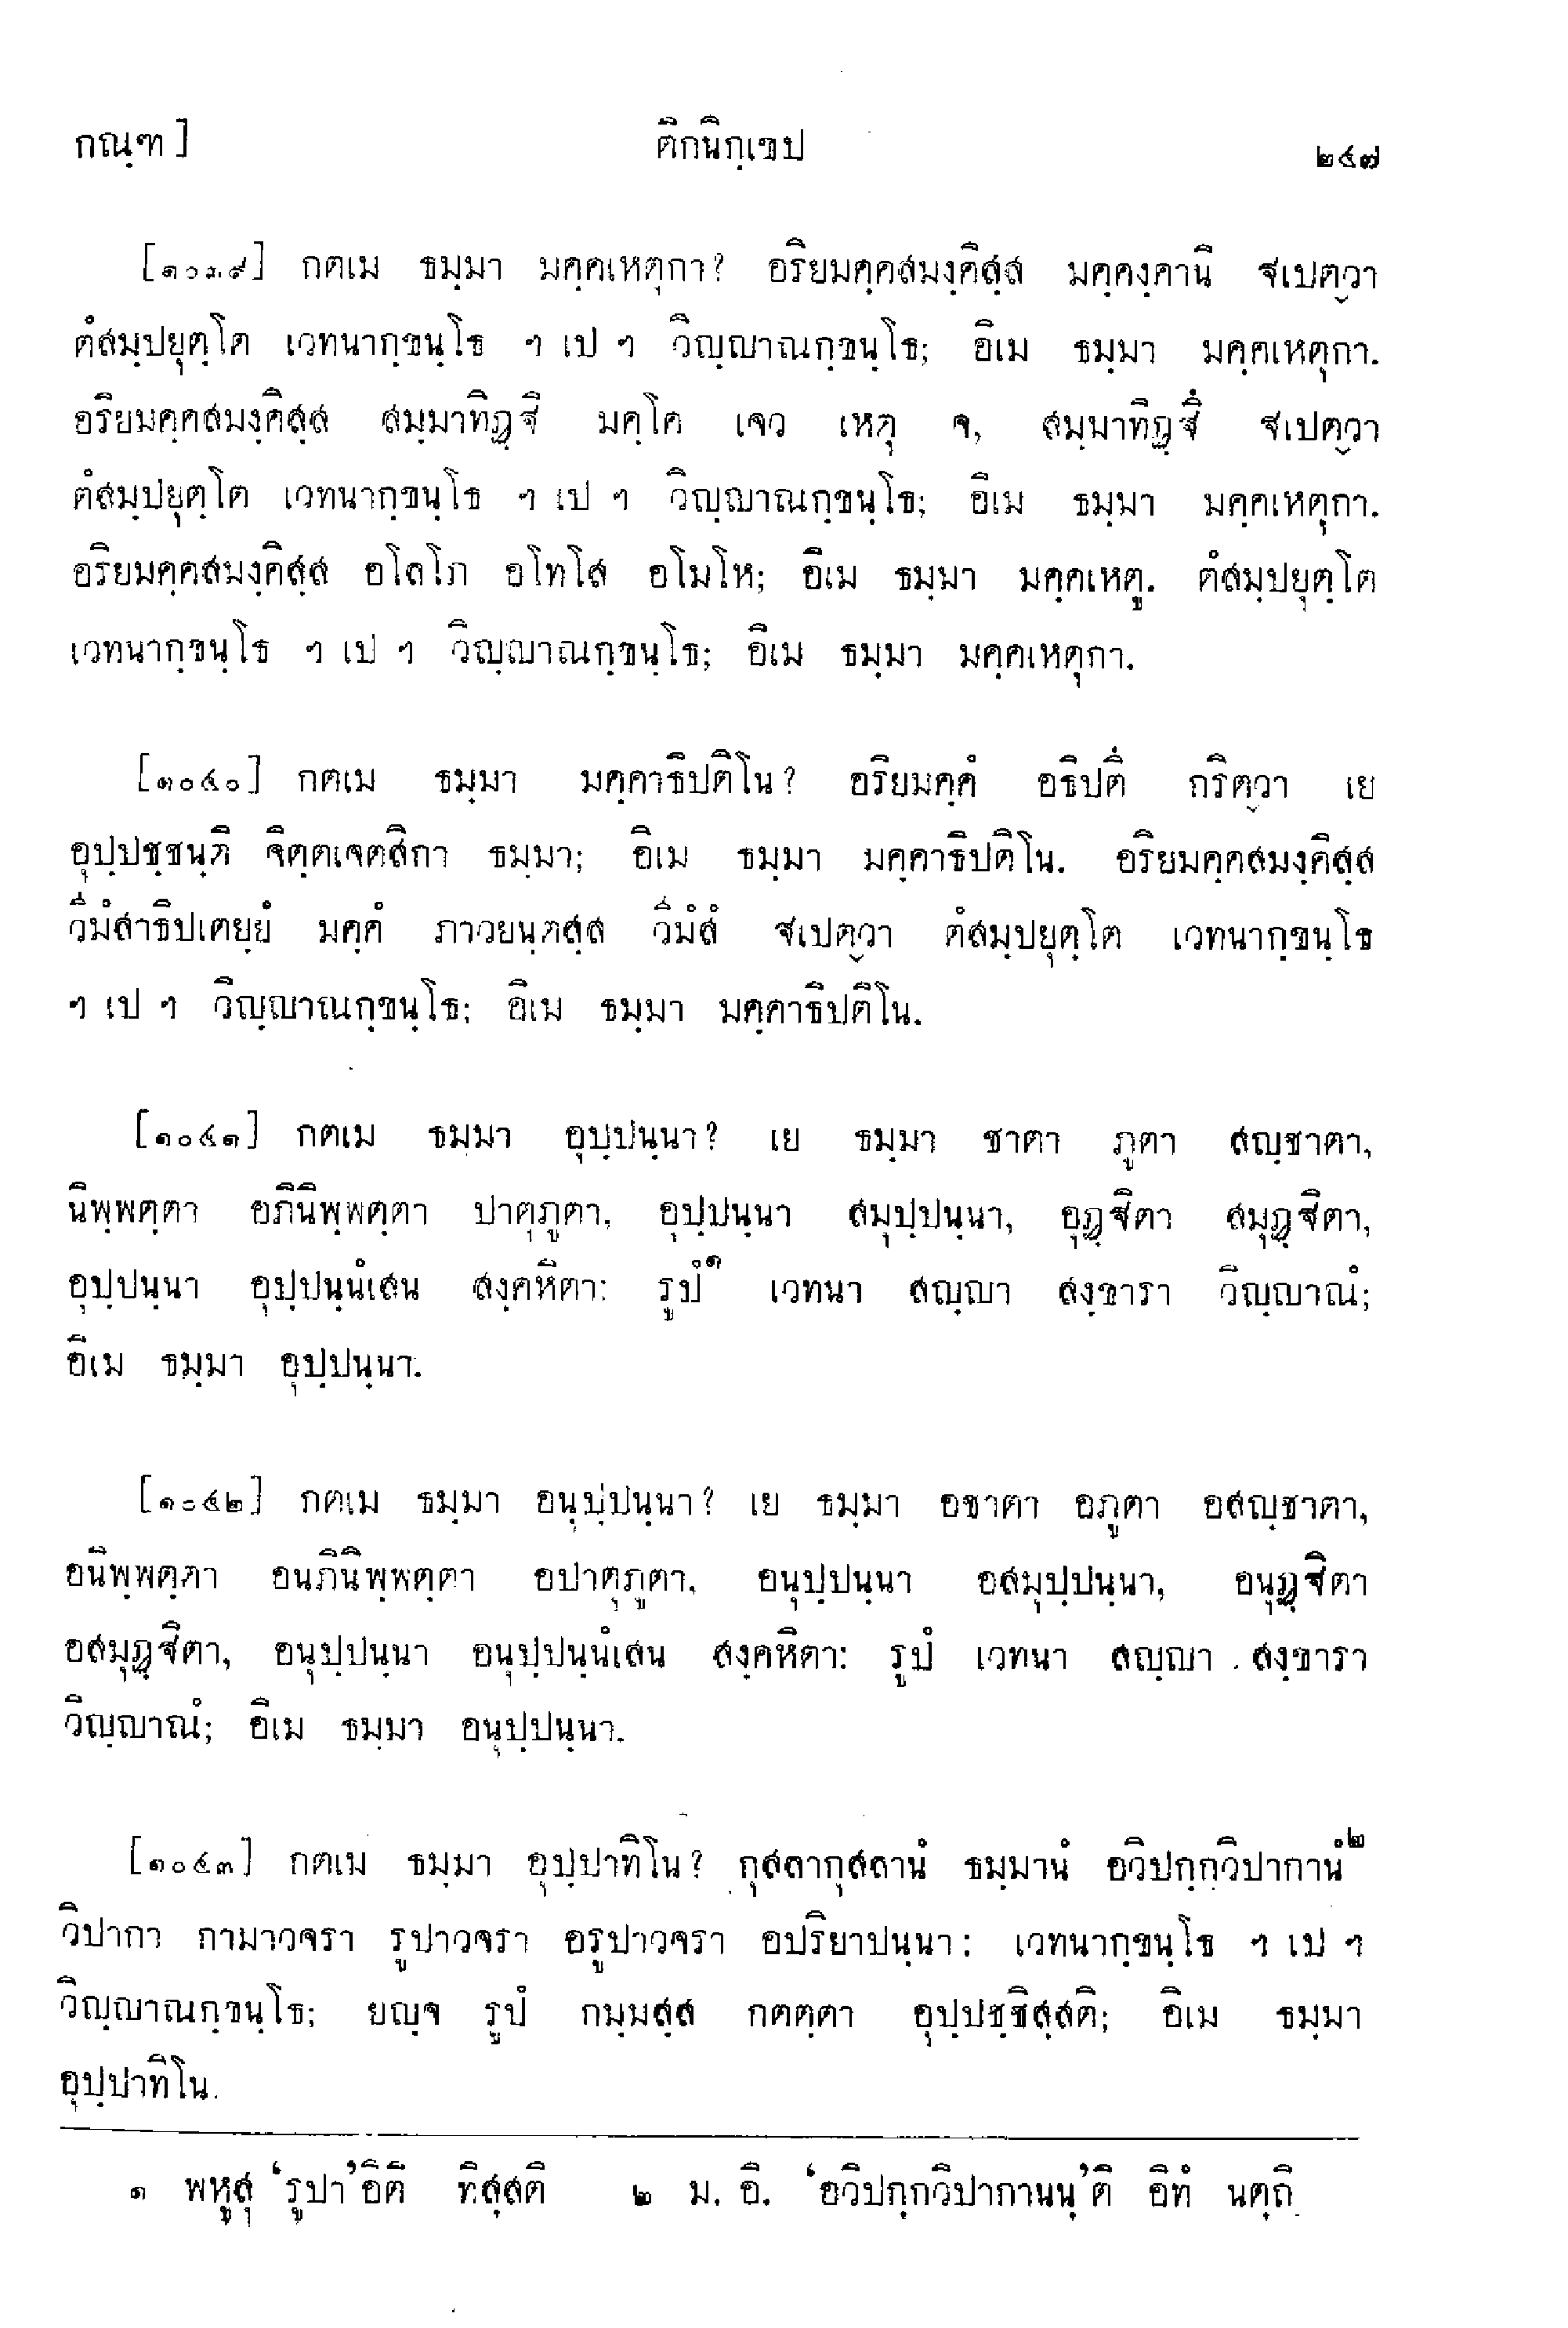 กณฺฑ]	ติกนิกฺเขป	๒๔๗
[๑๐๓๙] กตเม ธมฺมา มคฺคเหตุกา? อริยมคฺคสมงฺคิสฺส มคฺคงฺคานิ ฐเปตฺวา
ตํสมฺปยุตฺโต เวทนากฺขนฺโธ ฯ เป ฯ วิญฺญาณกฺขนฺโธ; อิเม ธมฺมา มคฺคเหตุกา.
อริยมคฺคสมงฺคิสฺส สมฺมาทิฏฺฐิ มคฺโค เจว เหตุ จ, สมฺมาทิฏฺฐึ ฐเปตฺวา
ตํสมฺปยุตฺโต เวทนากฺขนฺโธ ฯ เป ฯ วิญฺญาณกฺขนฺโธ; อิเม ธมฺมา มคฺคเหตุกา.
อริยมคฺคสมงฺคิสฺส อโลโภ อโทโส อโมโห; อิเม ธมฺมา มคฺคเหตู. ตํสมฺปยุตฺโต
เวทนากฺขนฺโธ ฯ เป ฯ วิญฺญาณกฺขนฺโธ; อิเม ธมฺมา มคฺคเหตุกา.
[๑๐๔๐] กตเม ธมฺมา มคฺคาธิปติโน? อริยมคฺคํ อธิปตึ กริตฺวา เย
อุปฺปชฺชนฺติ จิตฺตเจตสิกา ธมฺมา; อิเม ธมฺมา มคฺคาธิปติโน. อริยมคฺคสมงฺคิสฺส
วีมํสาธิปเตยฺยํ มคฺคํ ภาวยนฺตสฺส วีมํสํ ฐเปตฺวา ตํสมฺปยุตฺโต เวทนากฺขนฺโธ
ฯ เป ฯ วิญฺญาณกฺขนฺโธ; อิเม ธมฺมา มคฺคาธิปติโน.
[๑๐๔๑] กตเม ธมฺมา อุปฺปนฺนา? เย ธมฺมา ชาตา ภูตา สญฺชาตา,
นิพฺพตฺตา อภินิพฺพตฺตา ปาตุภูตา, อุปฺปนฺนา สมุปฺปนฺนา, อุฏฺฐิตา สมุฏฺฐิตา,
อุปฺปนฺนา อุปฺปนฺนํเสน สงฺคหิตา: รูปํ๑ เวทนา สญฺญา สงฺขารา วิญฺญาณํ;
อิเม ธมฺมา อุปฺปนฺนา.
[๑๐๔๒] กตเม ธมฺมา อนุปฺปนฺนา? เย ธมฺมา อชาตา อภูตา อสญฺชาตา,
อนิพฺพตฺตา อนภินิพฺพตฺตา อปาตุภูตา, อนุปฺปนฺนา อสมุปฺปนฺนา, อนุฏฺฐิตา
อสมุฏฺฐิตา, อนุปฺปนฺนา อนุปฺปนฺนํเสน สงฺคหิตา: รูปํ เวทนา สญฺญา สงฺขารา
วิญฺญาณํ; อิเม ธมฺมา อนุปฺปนฺนา.
[๑๐๔๓] กตเม ธมฺมา อุปฺปาทิโน? กุสลากุสลานํ ธมฺมานํ อวิปกฺกวิปากานํ๒
วิปากา กามาวจรา รูปาวจรา อรูปาวจรา อปริยาปนฺนา: เวทนากฺขนฺโธ ฯ เป ฯ
วิญฺญาณกฺขนฺโธ; ยญฺจ รูปํ กมฺมสฺส กตตฺตา อุปฺปชฺชิสฺสติ; อิเม ธมฺมา
อุปฺปาทิโน.
๑ พหูสุ ‘รูปา’อิติ ทิสฺสติ ๒ ม. อิ. ‘อวิปกฺกวิปากานนฺ’ติ อิทํ นตฺถิ